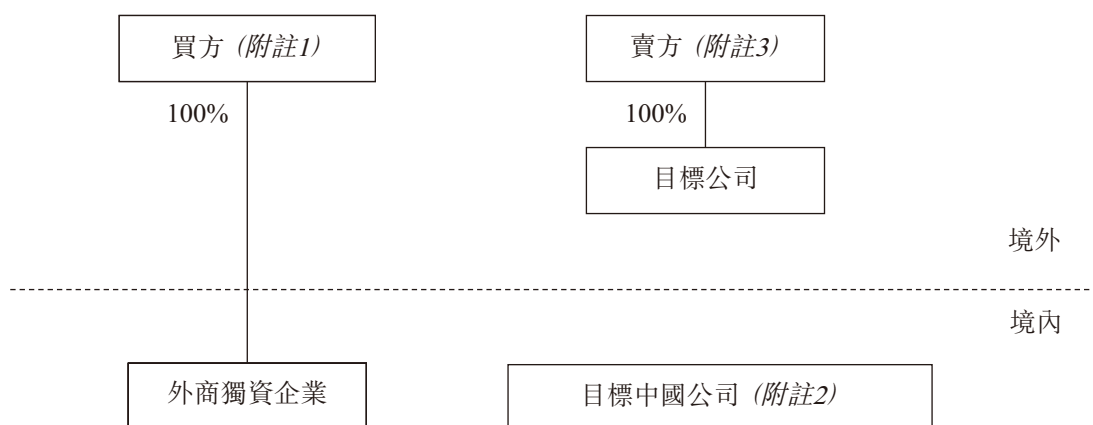 買方 (附註1)
賣方 (附註3)
100%
100%
目標公司
境外
境內
外商獨資企業
目標中國公司 (附註2)